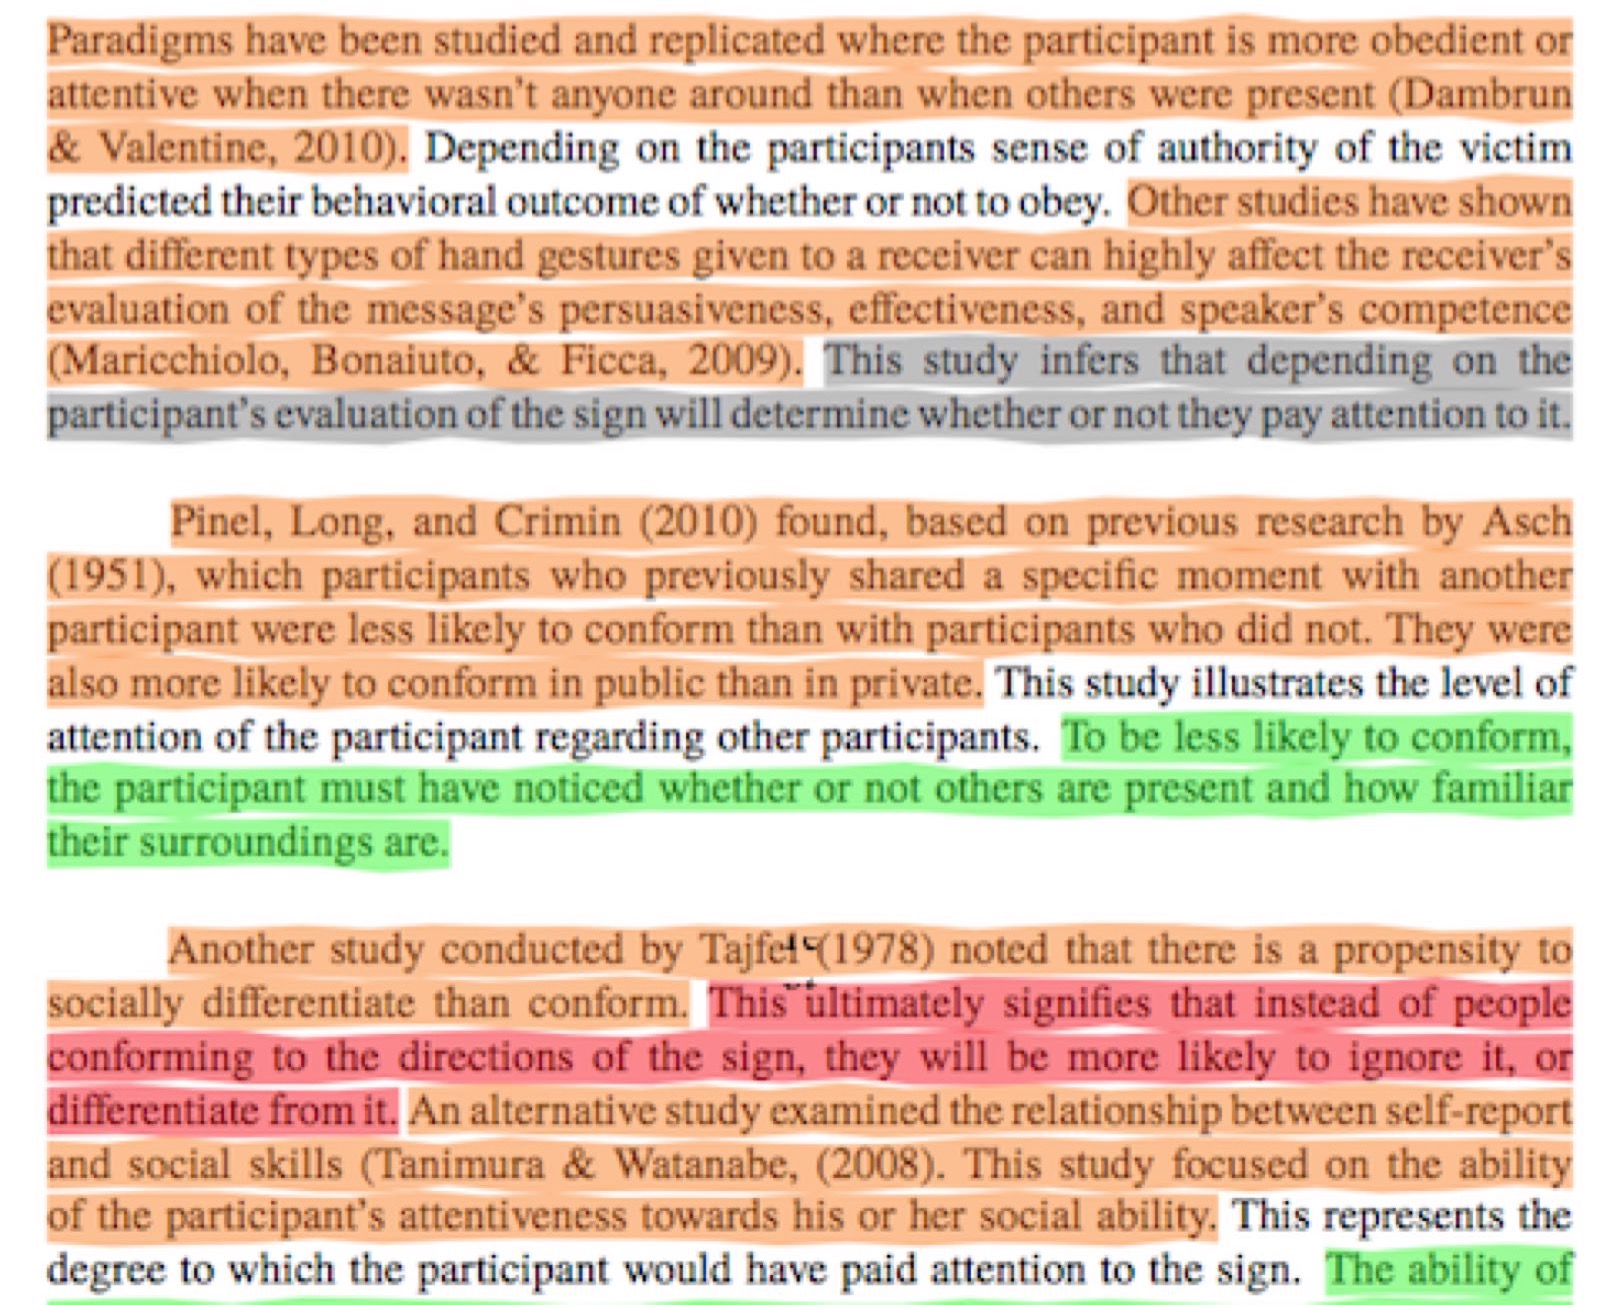 Paradigms have been studied and replicated where the participant is more obedient or
attentive when there wasn't anyone around than when others were present (Dambrun
& Valentine, 2010). Depending on the participants sense of authority of the victim
predicted their behavioral outcome of whether or not to obey. Other studies have shown
that different types of hand gestures given to a receiver can highly affect the receiver's
evaluation of the message's persuasiveness, effectiveness, and speaker's competence
(Maricchiolo, Bonaiuto, & Ficca, 2009). This study infers that depending on the
participant's evaluation of the sign will determine whether or not they pay attention to it.
Pinel, Long, and Crimin (2010) found, based on previous research by Asch
(1951), which participants who previously shared a specific moment with another
participant were less likely to conform than with participants who did not. They were
also more likely to conform in public than in private. This study illustrates the level of
attention of the participant regarding other participants. To be less likely to conform,
the participant must have noticed whether or not others are present and how familiar
their surroundings are.
Another study conducted by Tajfel (1978) noted that there is a propensity to
socially differentiate than conform. This ultimately signifies that instead of people
conforming to the directions of the sign, they will be more likely to ignore it, or
differentiate from it. An alternative study examined the relationship between self-report
and social skills (Tanimura & Watanabe, (2008). This study focused on the ability
of the participant's attentiveness towards his or her social ability. This represents the
degree to which the participant would have paid attention to the sign. The ability of